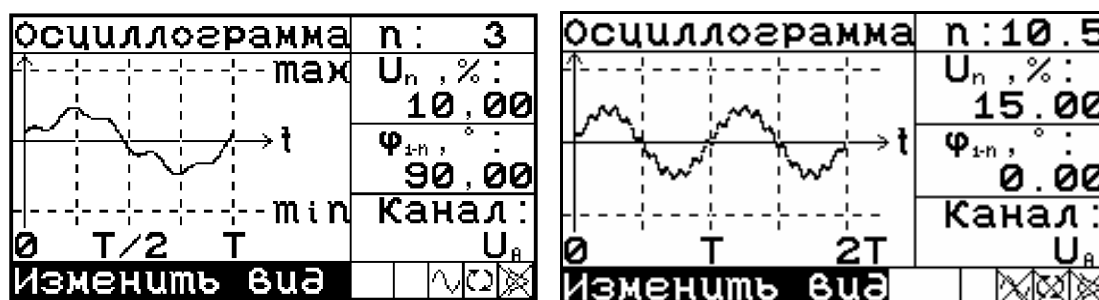 Осциллограмма
n: 3
max
Uₙ ,%:
10,00
t
φ₁₋ₙ, °:
90,00
min
Канал:
0 T/2 T
U_A
Изменить вид
Осциллограмма
n:10.5
Uₙ ,%:
15.00
t
φ₁₋ₙ, °:
0.00
Канал:
0 T 2T
U_A
Изменить вид